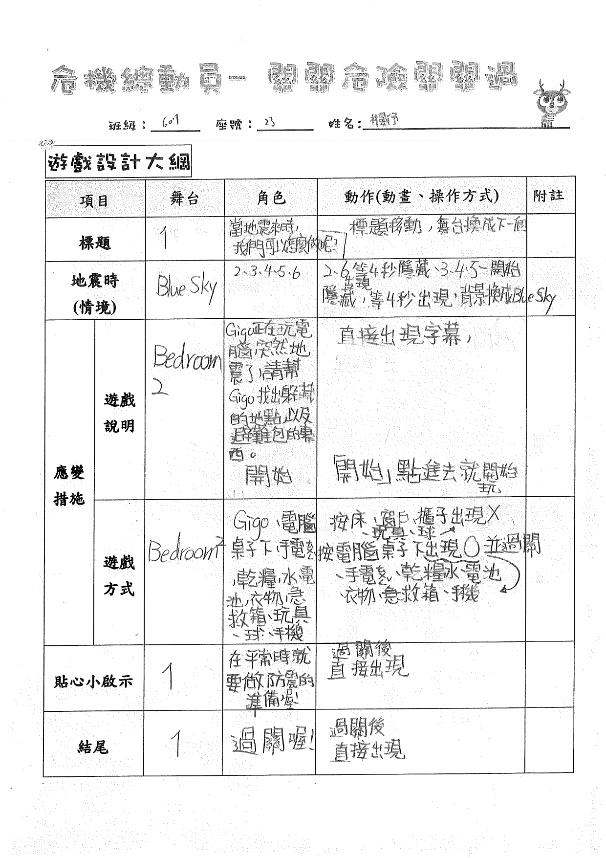 危機總動員－關關危險關關過
班級：607 座號：23 姓名：
遊戲設計大綱
項目 舞台 角色 動作(動畫、操作方式) 附註
標題 1
當地震來時，
我們可以怎麼做呢？
標題移動，舞台換成下一個
地震時
(情境)
Blue Sky
2、3、4、5、6
2、6等4秒隱藏、3、4、5一開始
隱藏，等4秒出現，背景換成BlueSky
出現
應變
措施
遊戲
說明
Bedroom
2
Gigo正在玩電
腦，突然地
震了，請幫
Gigo找出躲藏
的地點，以及
避難包的東
西。
開始
直接出現字幕，
「開始」點進去就開始
玩
遊戲
方式
Bedroom2
Gigo、電腦
桌子下、手電筒
，乾糧，水電
池，衣物、急
救箱、玩具
、球、手機
按床、窗戶、櫃子出現X
、玩具、球
按電腦桌子下出現○並過關
、手電筒、乾糧、水電池
、衣物、急救箱、手機
貼心小啟示 1
在平常時就
要做防震的
準備喔！
過關後
直接出現
結尾 1 過關喔！
過關後
直接出現